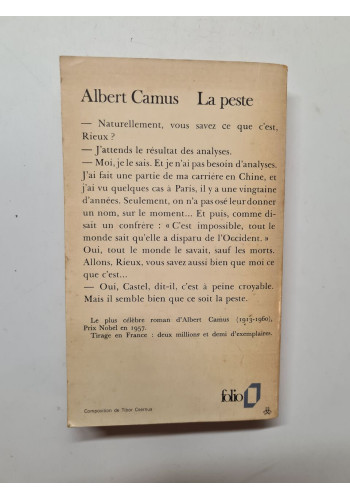 Albert Camus La peste
— Naturellement, vous savez ce que c'est,
Rieux ?
— J'attends le résultat des analyses.
— Moi, je le sais. Et je n'ai pas besoin d'analyses.
J'ai fait une partie de ma carrière en Chine, et
j'ai vu quelques cas à Paris, il y a une vingtaine
d'années. Seulement, on n'a pas osé leur donner
un nom, sur le moment... Et puis, comme di-
sait un confrère : « C'est impossible, tout le
monde sait qu'elle a disparu de l'Occident. »
Oui, tout le monde le savait, sauf les morts.
Allons, Rieux, vous savez aussi bien que moi ce
que c'est...
— Oui, Castel, dit-il, c'est à peine croyable.
Mais il semble bien que ce soit la peste.
Le plus célèbre roman d'Albert Camus (1913-1960),
Prix Nobel en 1957.
Tirage en France : deux millions et demi d'exemplaires.
folio
Composition de Tibor Csernus